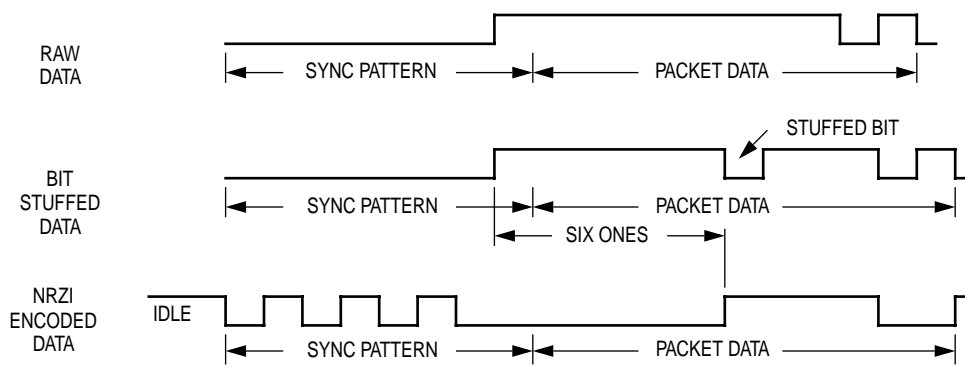 RAW
DATA
SYNC PATTERN
PACKET DATA
STUFFED BIT
BIT
STUFFED
DATA
SYNC PATTERN
PACKET DATA
SIX ONES
NRZI
ENCODED
DATA
IDLE
SYNC PATTERN
PACKET DATA